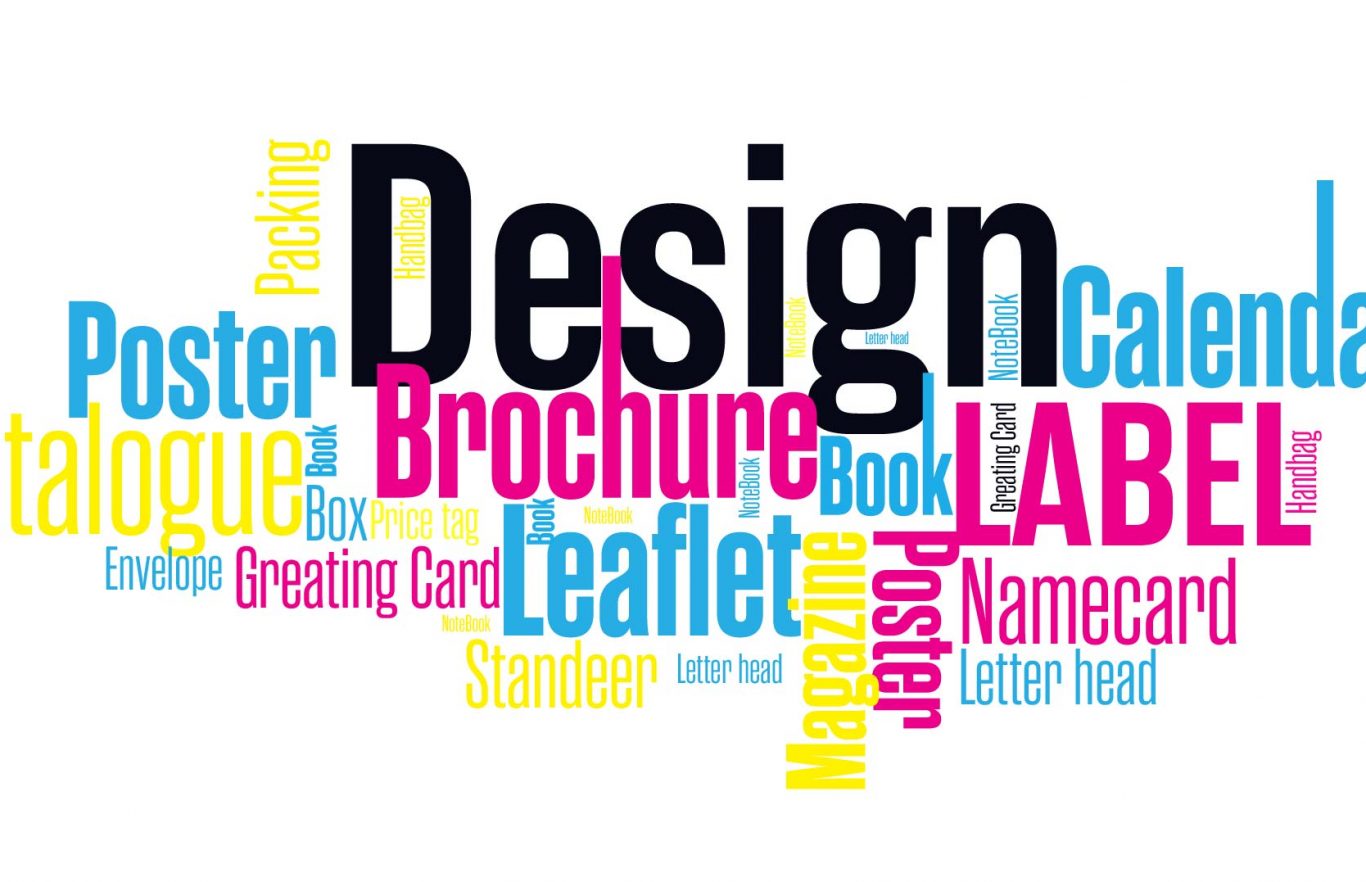 Packing
Design
Handbag
NoteBook
Letter head
NoteBook
Calenda
Poster
Brochure
talogue
Book
Book
LABEL
Greating Card
Handbag
NoteBook
Box
Price tag
Book
NoteBook
Leaflet
Envelope
Greating Card
NoteBook
Magazine
Poster
Namecard
Standeer
Letter head
Letter head